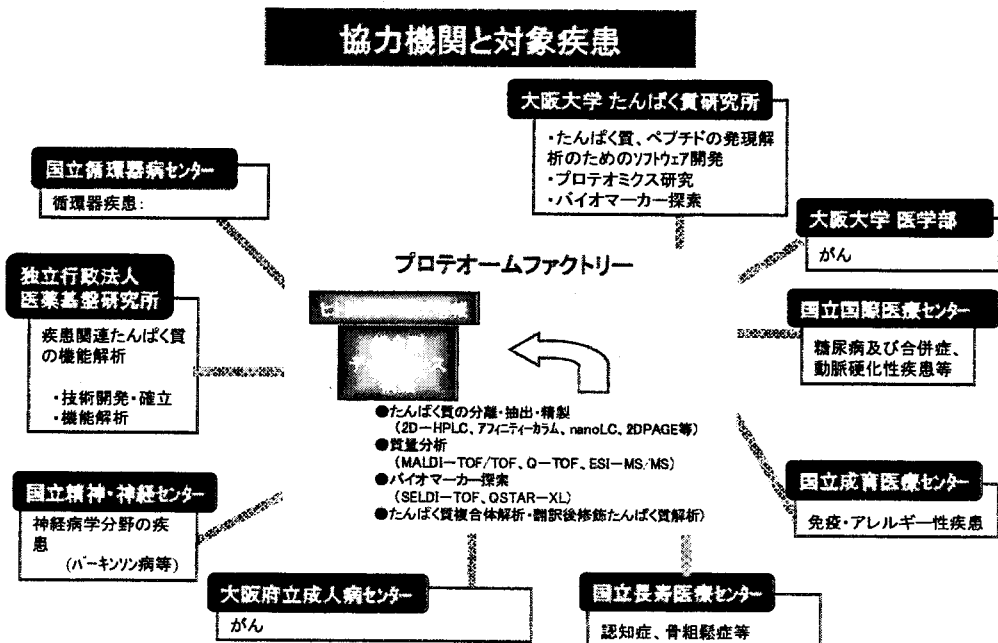 協力機関と対象疾患
大阪大学 たんぱく質研究所
・たんぱく質、ペプチドの発現解
析のためのソフトウェア開発
・プロテオミクス研究
・バイオマーカー探索
国立循環器病センター
循環器疾患:
大阪大学 医学部
がん
プロテオームファクトリー
独立行政法人
医薬基盤研究所
疾患関連たんぱく質
の機能解析
・技術開発・確立
・機能解析
国立国際医療センター
糖尿病及び合併症、
動脈硬化性疾患等
●たんぱく質の分離・抽出・精製
(2D－HPLC、アフィニティーカラム、nanoLC、2DPAGE等)
●質量分析
(MALDI－TOF/TOF、Q－TOF、ESI－MS/MS)
●バイオマーカー探索
(SELDI－TOF、QSTAR－XL)
●たんぱく質複合体解析・翻訳後修飾たんぱく質解析)
国立精神・神経センター
神経病学分野の疾
患
(パーキンソン病等)
国立成育医療センター
免疫・アレルギー性疾患
大阪府立成人病センター
がん
国立長寿医療センター
認知症、骨粗鬆症等